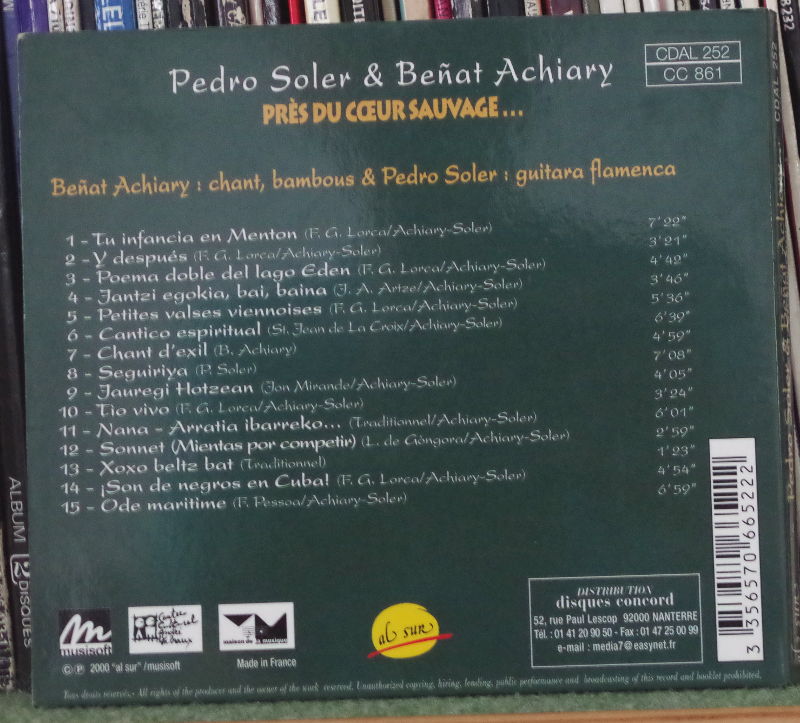 CDAL 252
CC 861
Pedro Soler & Beñat Achiary
PRÈS DU CŒUR SAUVAGE...
Beñat Achiary : chant, bambous & Pedro Soler : guitara flamenca
1 - Tu infancia en Menton (F. G. Lorca/Achiary-Soler) 7'22"
2 - Y después (F. G. Lorca/Achiary-Soler) 3'21"
3 - Poema doble del lago Eden (F. G. Lorca/Achiary-Soler) 4'42"
4 - Jantzi egokia, bai, baina (J. A. Artze/Achiary-Soler) 3'46"
5 - Petites valses viennoises (F. G. Lorca/Achiary-Soler) 5'36"
6 - Cantico espiritual (St. Jean de La Croix/Achiary-Soler) 6'39"
7 - Chant d'exil (B. Achiary) 4'59"
8 - Seguiriya (P. Soler) 7'08"
9 - Jauregi Hotzean (Jon Mirande/Achiary-Soler) 4'05"
10 - Tio vivo (F. G. Lorca/Achiary-Soler) 3'24"
11 - Nana - Arratia ibarreko... (Traditionnel/Achiary-Soler) 6'01"
12 - Sonnet (Mientas por competir) (L. de Gòngora/Achiary-Soler) 2'59"
13 - Xoxo beltz bat (Traditionnel) 1'23"
14 - ¡Son de negros en Cuba! (F. G. Lorca/Achiary-Soler) 4'54"
15 - Ode maritime (F. Pessoa/Achiary-Soler) 6'59"
3 356570 665222
musisoft
maison de la musique
al sur
DISTRIBUTION
disques concord
52, rue Paul Lescop 92000 NANTERRE
Tél. : 01 41 20 90 50 - Fax : 01 47 25 00 99
e-mail : media7@easynet.fr
©℗ 2000 "al sur" /musisoft
Made in France
Tous droits réservés.- All rights of the producer and the owner of the work reserved. Unauthorized copying, hiring, lending, public performance and broadcasting of this record and booklet prohibited.
ALBUM 2 DISQUES
CDAL 252